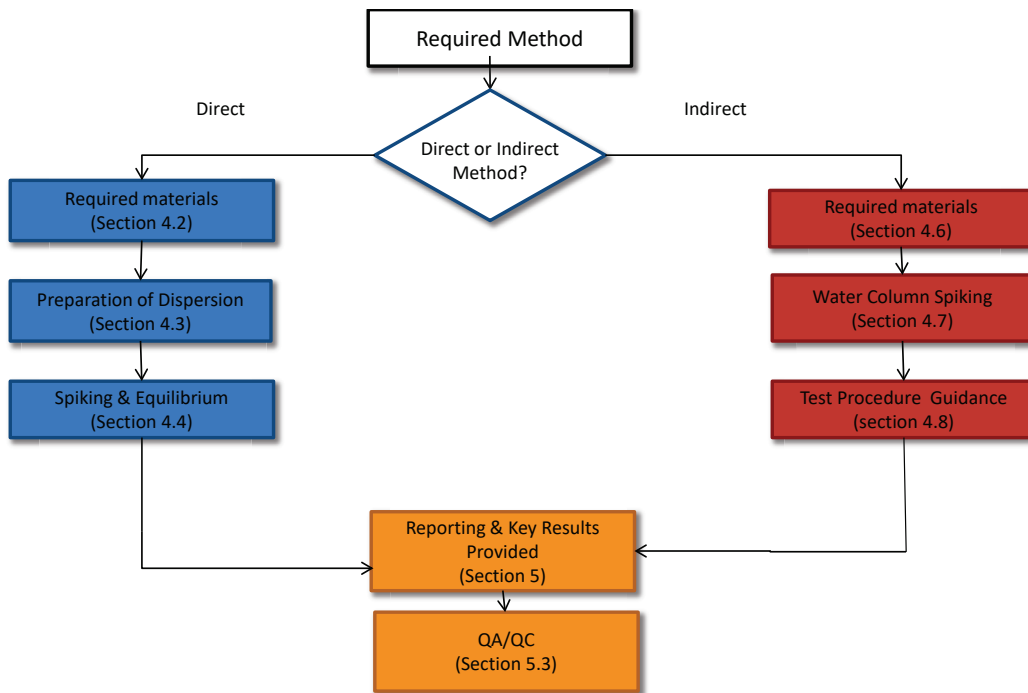 Required Method
Direct
Indirect
Direct or Indirect
Method?
Required materials
(Section 4.2)
Required materials
(Section 4.6)
Preparation of Dispersion
(Section 4.3)
Water Column Spiking
(Section 4.7)
Spiking & Equilibrium
(Section 4.4)
Test Procedure Guidance
(section 4.8)
Reporting & Key Results
Provided
(Section 5)
QA/QC
(Section 5.3)